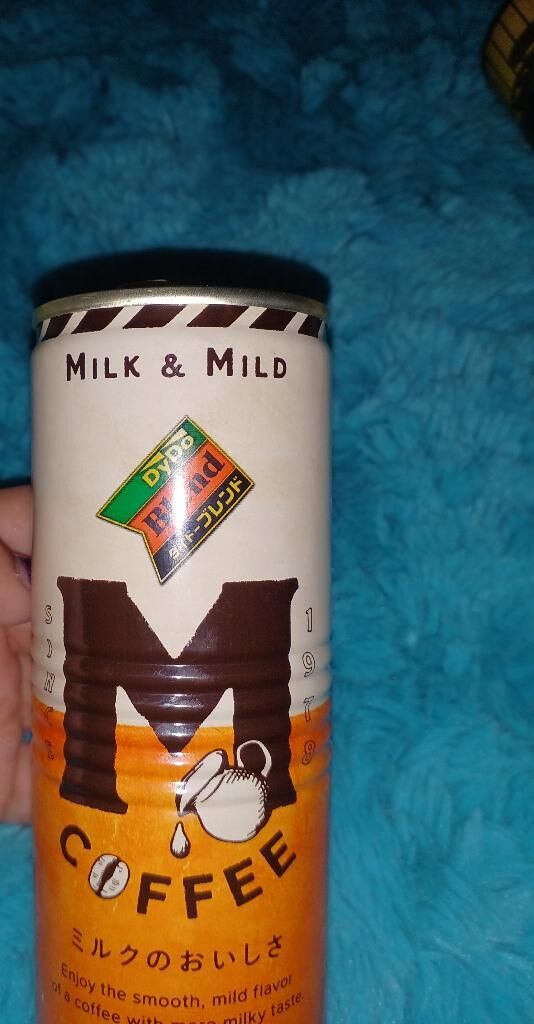 MILK & MILD
DyDo
Blend
ダイドーブレンド
M
SINCE
1978
COFFEE
ミルクのおいしさ
Enjoy the smooth, mild flavor
of a coffee with more milky taste.